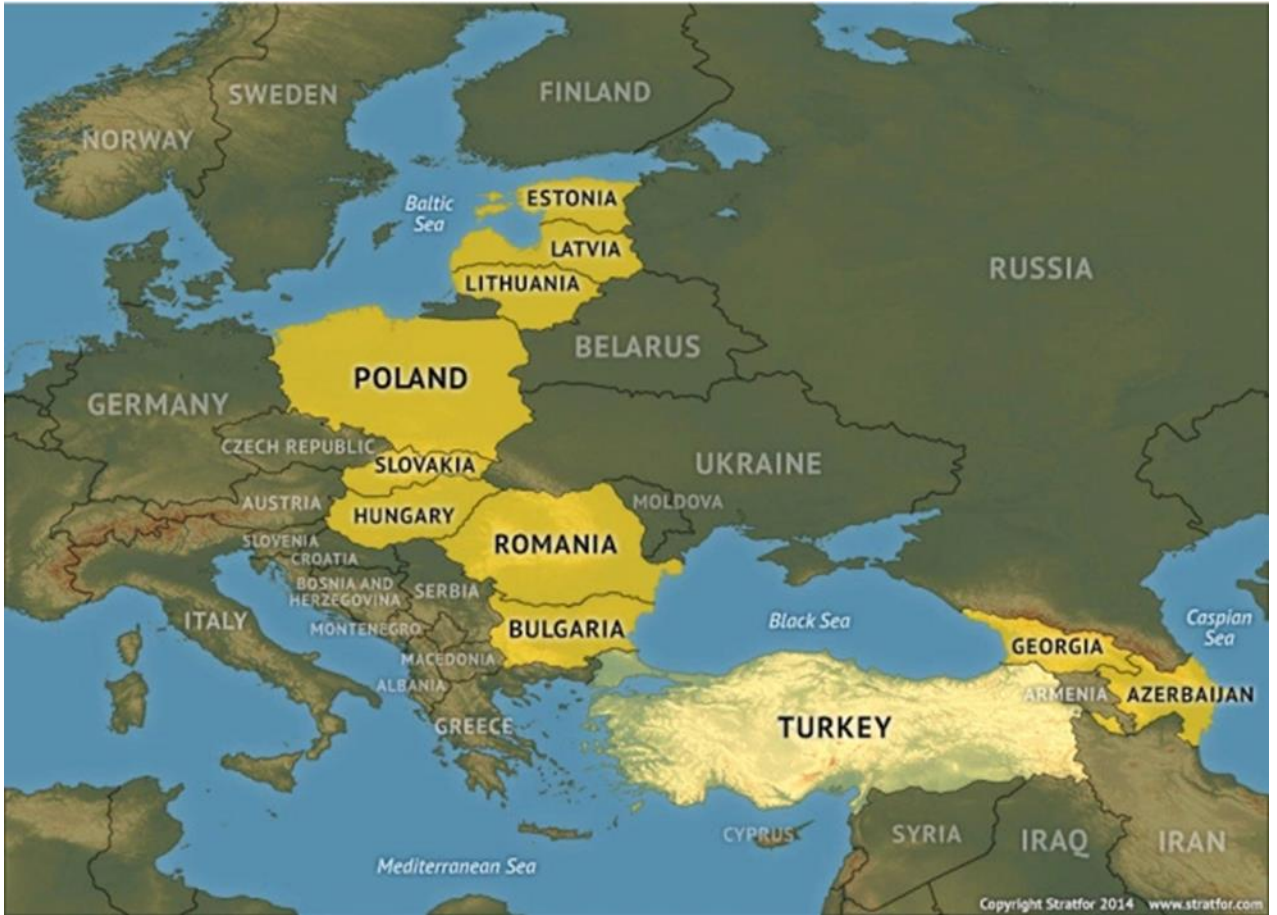 SWEDEN
FINLAND
NORWAY
Baltic
Sea
ESTONIA
LATVIA
LITHUANIA
RUSSIA
BELARUS
POLAND
GERMANY
CZECH REPUBLIC
SLOVAKIA
UKRAINE
AUSTRIA
HUNGARY
MOLDOVA
SLOVENIA
CROATIA
ROMANIA
BOSNIA AND
HERZEGOVINA
SERBIA
ITALY
MONTENEGRO
BULGARIA
Black Sea
Caspian
Sea
GEORGIA
MACEDONIA
ALBANIA
ARMENIA
AZERBAIJAN
GREECE
TURKEY
CYPRUS
SYRIA
IRAQ
IRAN
Mediterranean Sea
Copyright Stratfor 2014 www.stratfor.com